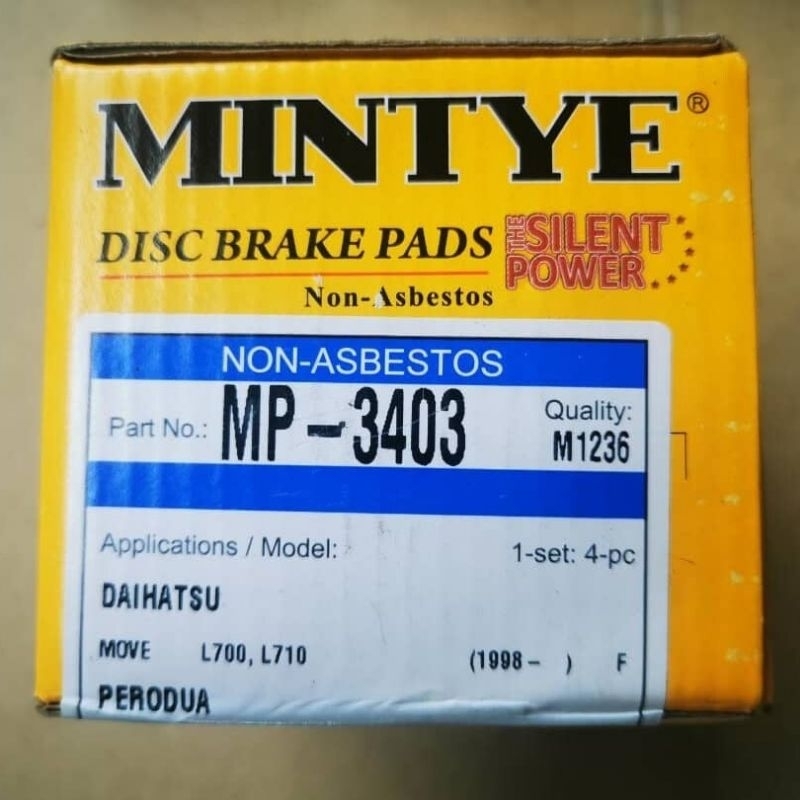 MINTYE®
DISC BRAKE PADS
THE SILENT POWER
Non-Asbestos
NON-ASBESTOS
Part No.: MP-3403
Quality: M1236
Applications / Model: 1-set: 4-pc
DAIHATSU
MOVE L700, L710 (1998- ) F
PERODUA